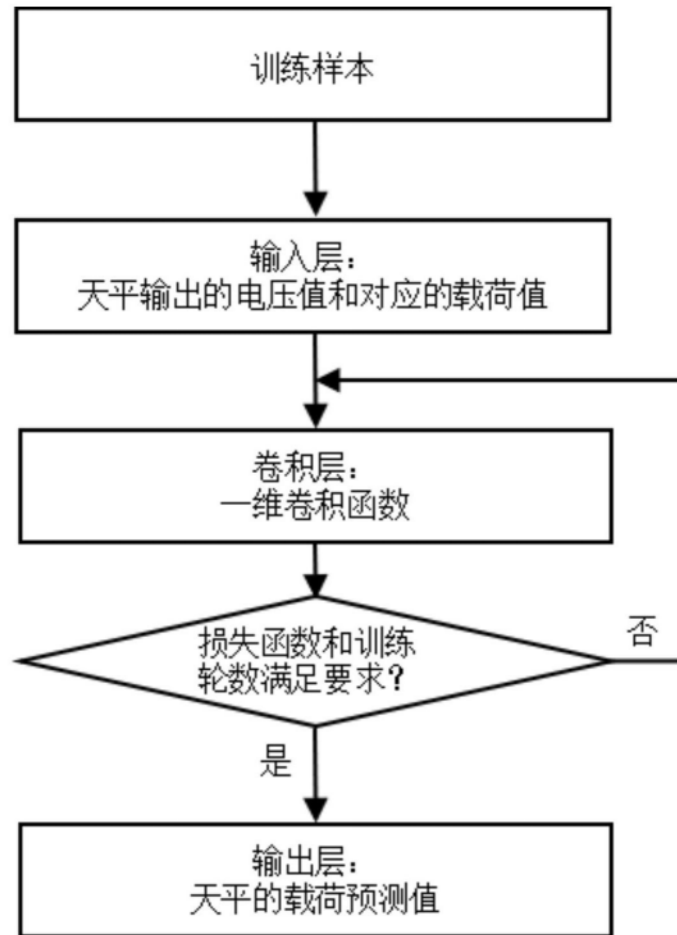 训练样本
输入层：
天平输出的电压值和对应的载荷值
卷积层：
一维卷积函数
损失函数和训练
轮数满足要求？
否
是
输出层：
天平的载荷预测值